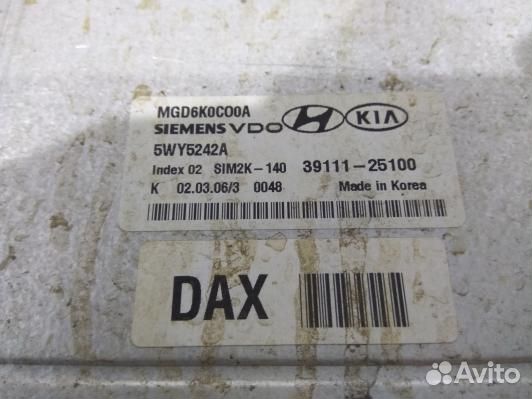 MGD6K0CO0A
SIEMENS VDO H KIA
5WY5242A
Index 02 SIM2K-140 39111-25100
K 02.03.06/3 0048 Made in Korea
DAX
Avito